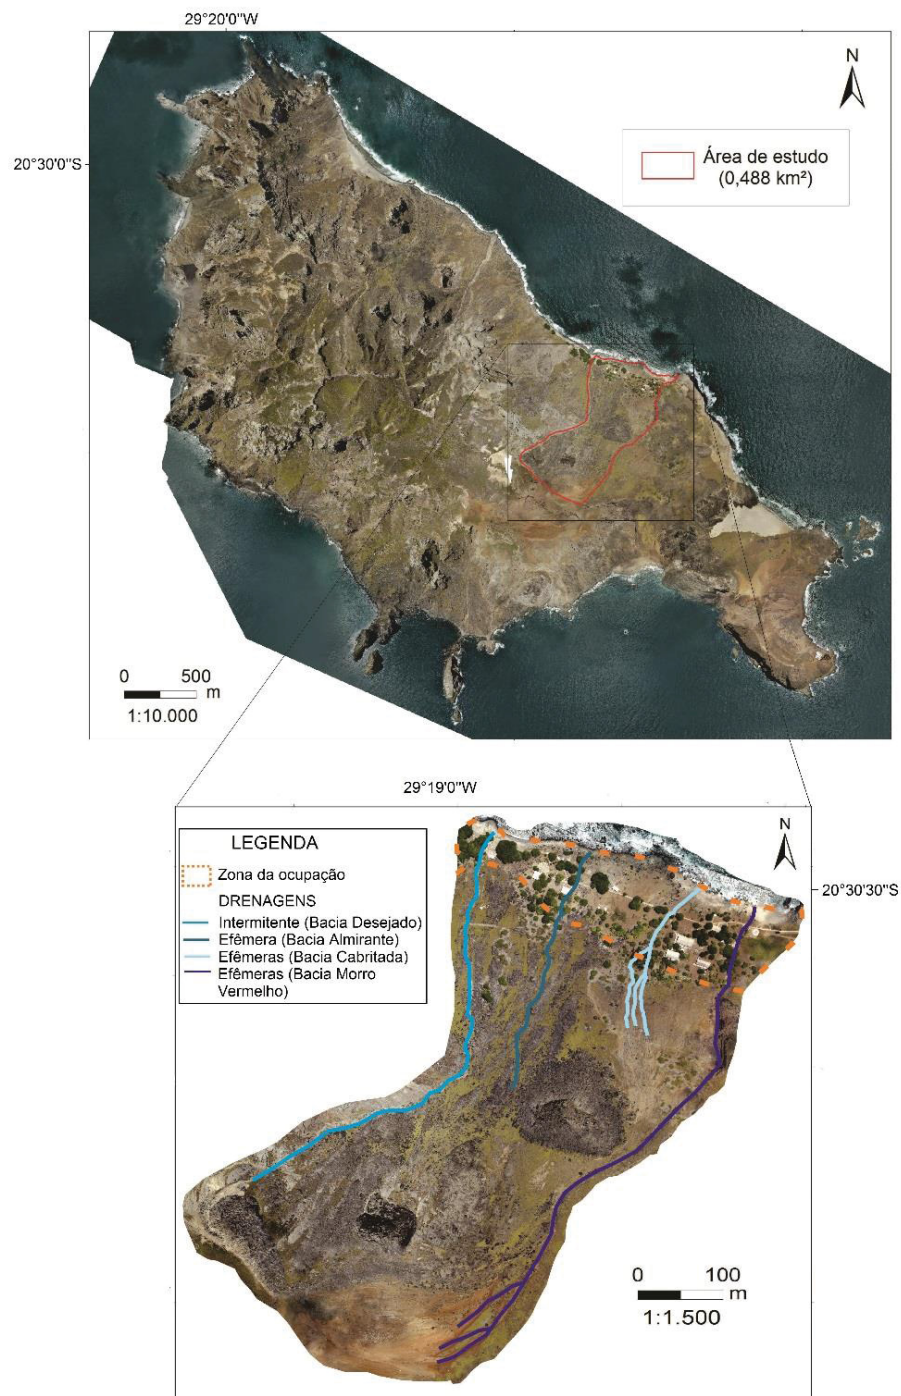 29°20'0"W
N
20°30'0"S
Área de estudo
(0,488 km²)
0 500
m
1:10.000
29°19'0"W
LEGENDA
Zona da ocupação
DRENAGENS
Intermitente (Bacia Desejado)
Efêmera (Bacia Almirante)
Efêmeras (Bacia Cabritada)
Efêmeras (Bacia Morro
Vermelho)
N
20°30'30"S
0 100
m
1:1.500